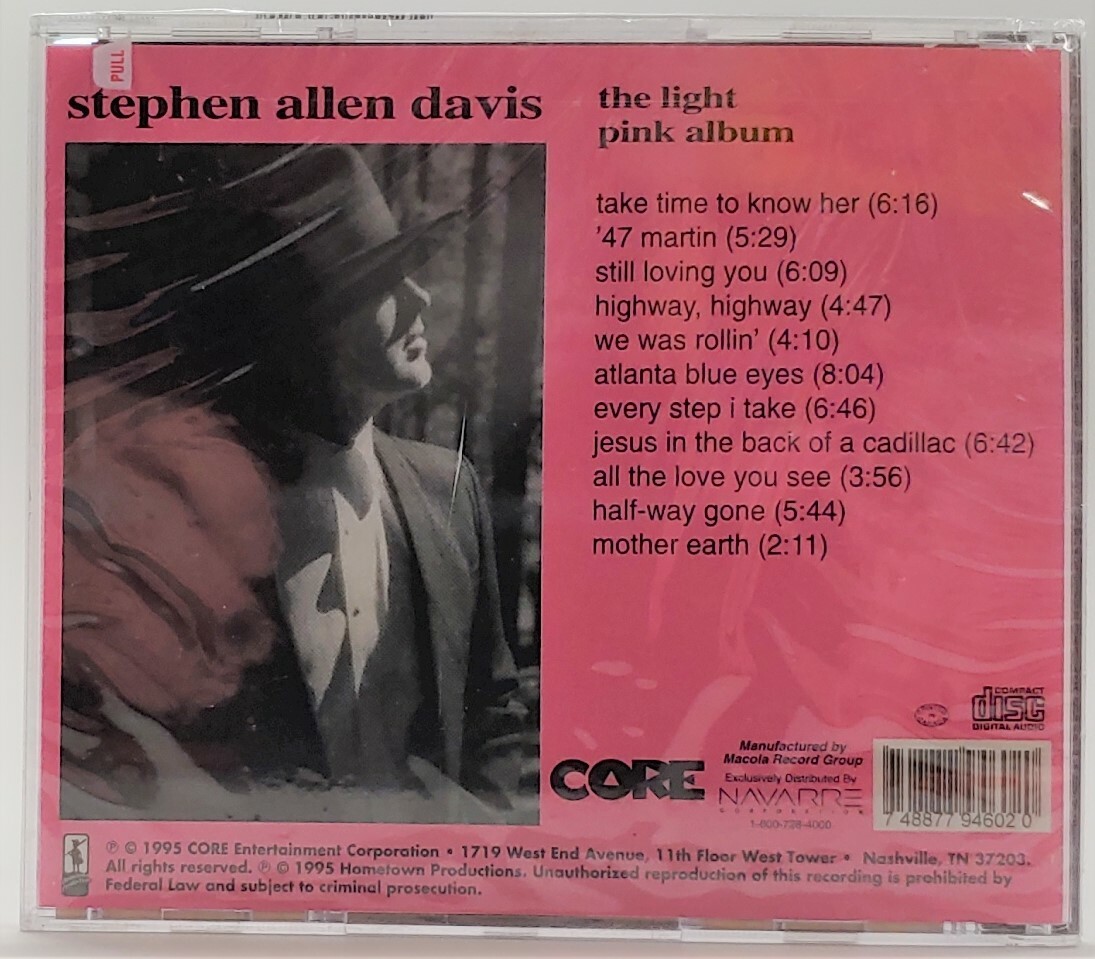 PULL
stephen allen davis
the light
pink album
take time to know her (6:16)
'47 martin (5:29)
still loving you (6:09)
highway, highway (4:47)
we was rollin' (4:10)
atlanta blue eyes (8:04)
every step i take (6:46)
jesus in the back of a cadillac (6:42)
all the love you see (3:56)
half-way gone (5:44)
mother earth (2:11)
COMPACT
disc
DIGITAL AUDIO
CORE
Manufactured by
Macola Record Group
Exclusively Distributed By
NAVARRE
CORPORATION
1-800-728-4000
7 48877 94602 0
℗ © 1995 CORE Entertainment Corporation • 1719 West End Avenue, 11th Floor West Tower • Nashville, TN 37203.
All rights reserved. ℗ © 1995 Hometown Productions. Unauthorized reproduction of this recording is prohibited by
Federal Law and subject to criminal prosecution.